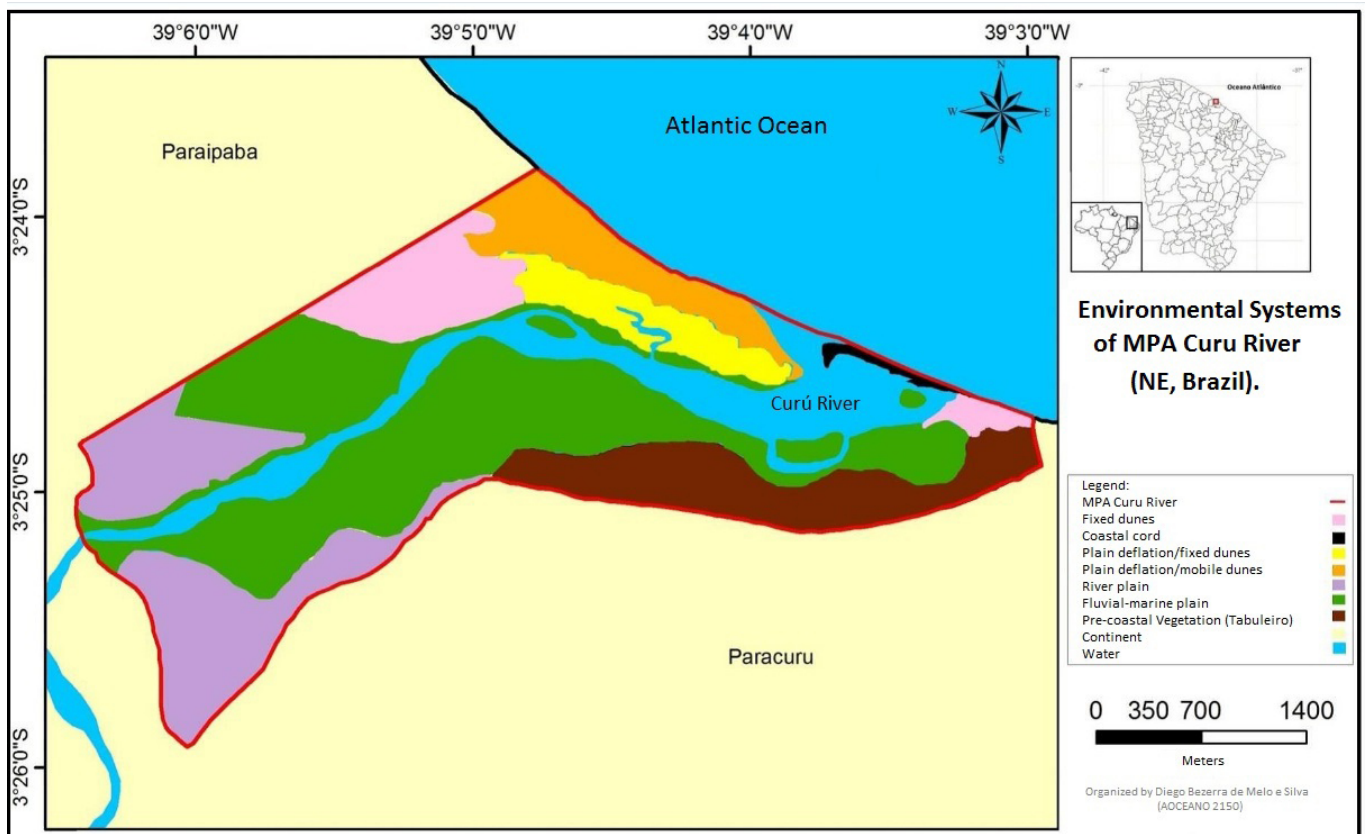 39°6'0"W
39°5'0"W
39°4'0"W
39°3'0"W
3°24'0"S
3°25'0"S
3°26'0"S
Paraipaba
Atlantic Ocean
N
W
E
S
Curú River
Paracuru
-42°
-37°
-3°
Oceano Atlântico
Environmental Systems
of MPA Curu River
(NE, Brazil).
Legend:
MPA Curu River
Fixed dunes
Coastal cord
Plain deflation/fixed dunes
Plain deflation/mobile dunes
River plain
Fluvial-marine plain
Pre-coastal Vegetation (Tabuleiro)
Continent
Water
0 350 700 1400
Meters
Organized by Diego Bezerra de Melo e Silva
(AOCEANO 2150)